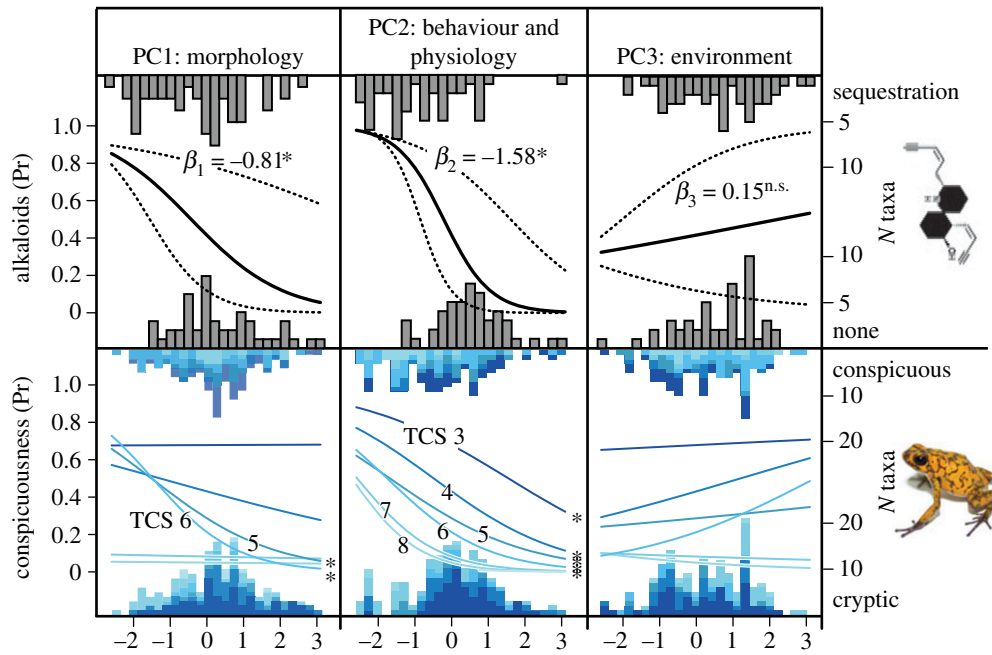 PC1: morphology
PC2: behaviour and
physiology
PC3: environment
alkaloids (Pr)
1.0
0.8
0.6
0.4
0.2
0
β1 = –0.81*
β2 = –1.58*
β3 = 0.15n.s.
sequestration
5
10
N taxa
10
5
none
conspicuousness (Pr)
1.0
0.8
0.6
0.4
0.2
0
TCS 6
5
*
*
TCS 3
4
5
6
7
8
*
*
conspicuous
10
20
N taxa
20
10
cryptic
–2 –1 0 1 2 3
–2 –1 0 1 2 3
–2 –1 0 1 2 3